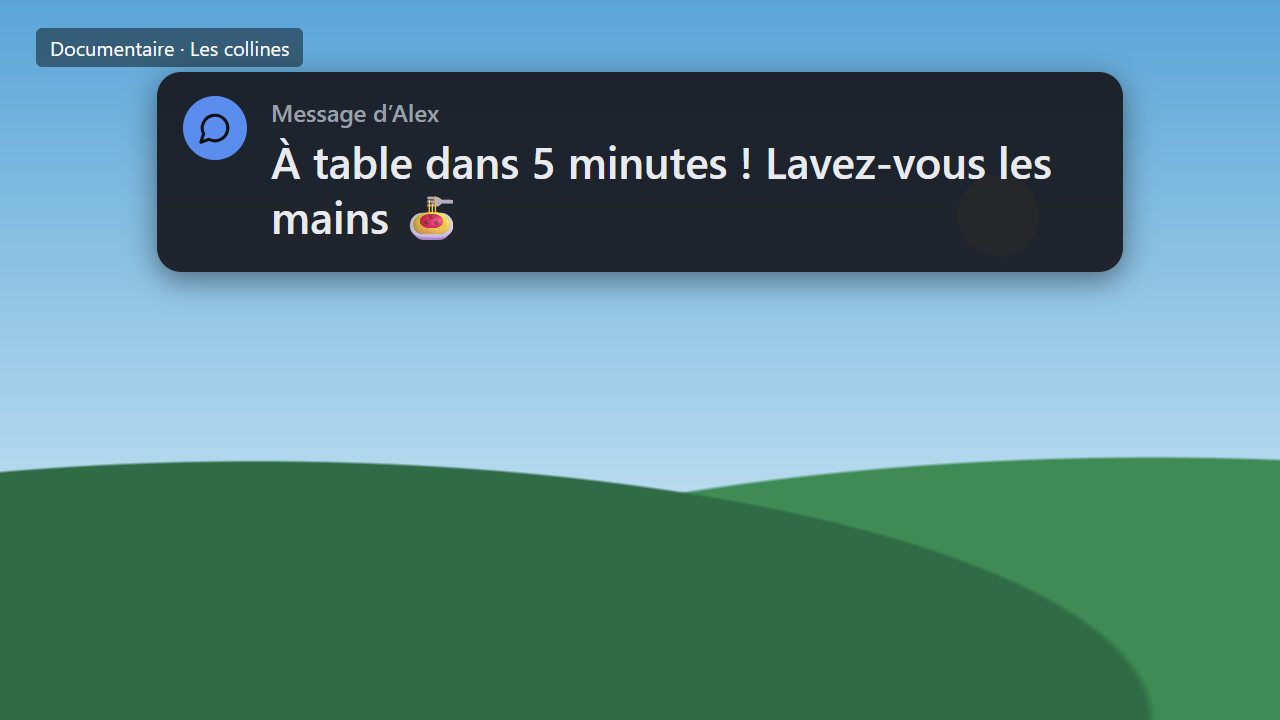 Documentaire · Les collines
Message d’Alex
À table dans 5 minutes ! Lavez-vous les
mains 🍝